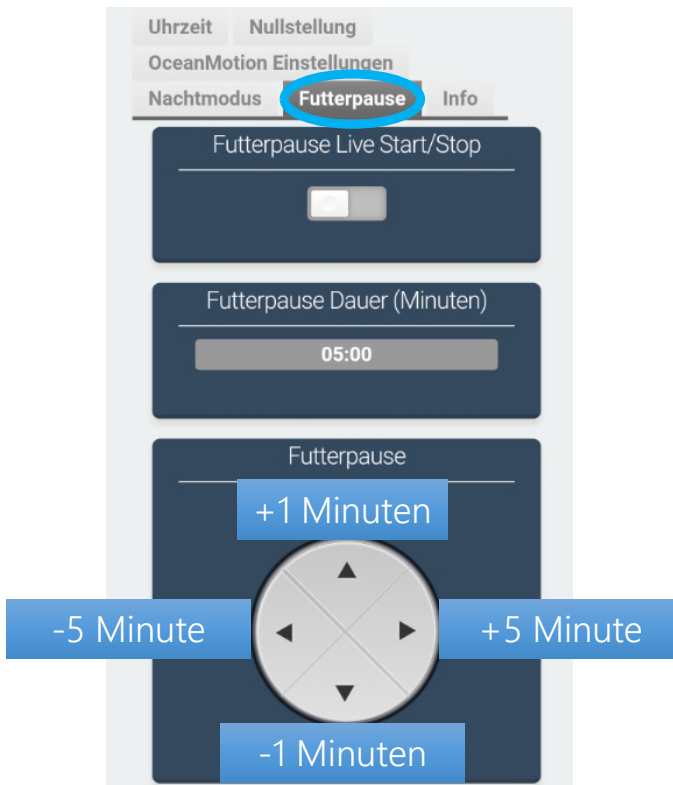 Uhrzeit Nullstellung
OceanMotion Einstellungen
Nachtmodus Futterpause Info
Futterpause Live Start/Stop
Futterpause Dauer (Minuten)
05:00
Futterpause
+1 Minuten
-5 Minute +5 Minute
-1 Minuten